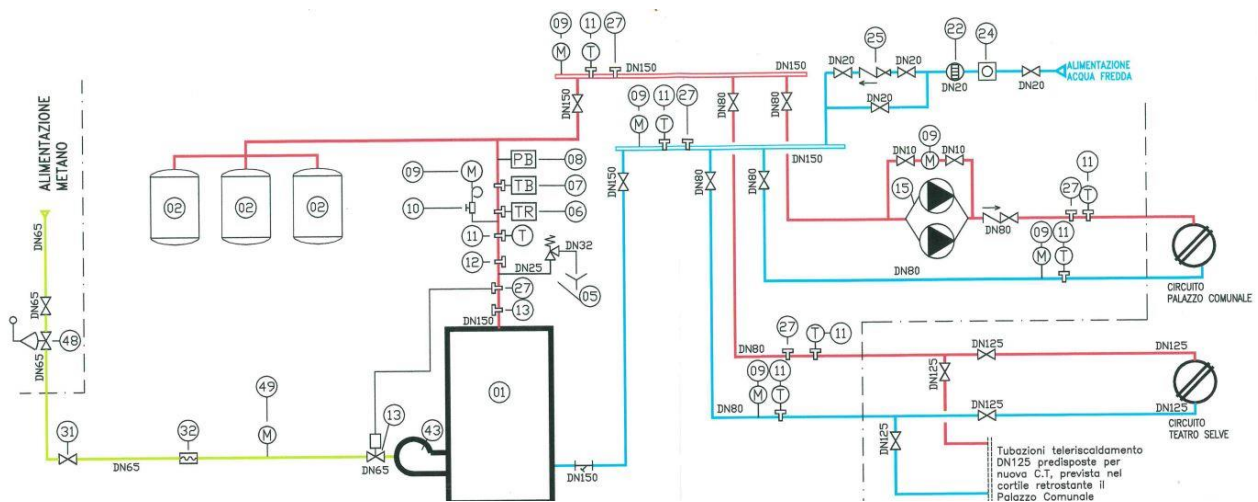 09
11
27
M
T
DN150
DN150
DN150
09
11
27
M
T
DN150
DN150
DN80
DN80
DN80
DN80
25
22
24
DN20
DN20
DN20
DN20
DN20
ALIMENTAZIONE
ACQUA FREDDA
ALIMENTAZIONE
METANO
02
02
02
09
M
10
PB
08
TB
07
TR
06
11
T
12
DN25
DN32
05
27
13
DN150
09
DN10
M
DN10
15
DN80
27
11
T
09
11
M
T
DN80
CIRCUITO
PALAZZO COMUNALE
DN65
DN65
48
DN65
31
DN65
32
49
M
13
DN65
43
01
DN150
27
T
11
DN80
DN125
DN125
DN125
09
11
M
T
DN80
DN125
DN125
DN125
CIRCUITO
TEATRO SELVE
Tubazioni teleriscaldamento
DN125 predisposte per
nuova C.T, prevista nel
cortile retrostante il
Palazzo Comunale